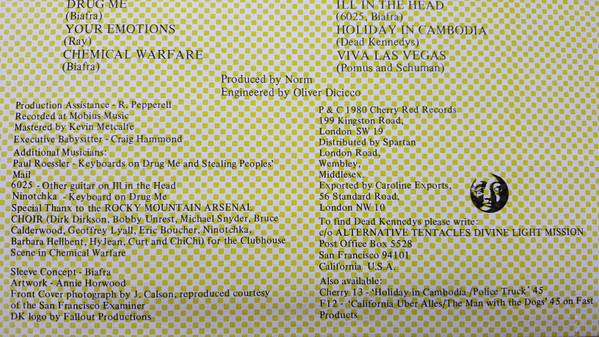 DRUG ME
(Biafra)
YOUR EMOTIONS
(Ray)
CHEMICAL WARFARE
(Biafra)
ILL IN THE HEAD
(6025, Biafra)
HOLIDAY IN CAMBODIA
(Dead Kennedys)
VIVA LAS VEGAS
(Pomus and Schuman)
Produced by Norm
Engineered by Oliver Dicicco
Production Assistance - R. Pepperell
Recorded at Mobius Music
Mastered by Kevin Metcalfe
Executive Babysitter - Craig Hammond
Additional Musicians:
Paul Roessler - Keyboards on Drug Me and Stealing Peoples'
Mail
6025 - Other guitar on Ill in the Head
Ninotchka - Keyboard on Drug Me
Special Thanx to the ROCKY MOUNTAIN ARSENAL
CHOIR (Dirk Dirkson, Bobby Unrest, Michael Snyder, Bruce
Calderwood, Geoffrey Lyall, Eric Boucher, Ninotchka,
Barbara Hellbent, HyJean, Curt and ChiChi) for the Clubhouse
Scene in Chemical Warfare
Sleeve Concept - Biafra
Artwork - Annie Horwood
Front Cover photograph by J. Calson, reproduced courtesy
of the San Francisco Examiner
DK logo by Fallout Productions
P & C 1980 Cherry Red Records
199 Kingston Road,
London SW 19
Distributed by Spartan
London Road,
Wembley,
Middlesex.
Exported by Caroline Exports,
56 Standard Road,
London NW 10
To find Dead Kennedys please write:
c/o ALTERNATIVE TENTACLES DIVINE LIGHT MISSION
Post Office Box 5528
San Francisco 94101
California U.S.A.
Also available:
Cherry 13 - 'Holiday in Cambodia /Police Truck' 45
F12 - 'California Uber Alles/The Man with the Dogs' 45 on Fast
Products